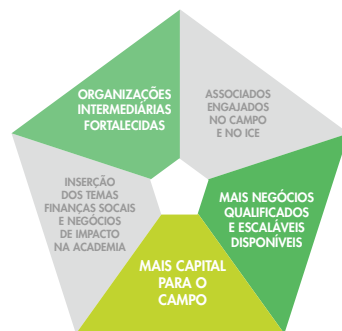 ORGANIZAÇÕES
INTERMEDIÁRIAS
FORTALECIDAS
ASSOCIADOS
ENGAJADOS
NO CAMPO
E NO ICE
INSERÇÃO
DOS TEMAS
FINANÇAS SOCAIS
E NEGÓCIOS
DE IMPACTO
NA ACADEMIA
MAIS NEGÓCIOS
QUALIFICADOS
E ESCALÁVEIS
DISPONÍVEIS
MAIS CAPITAL
PARA O
CAMPO